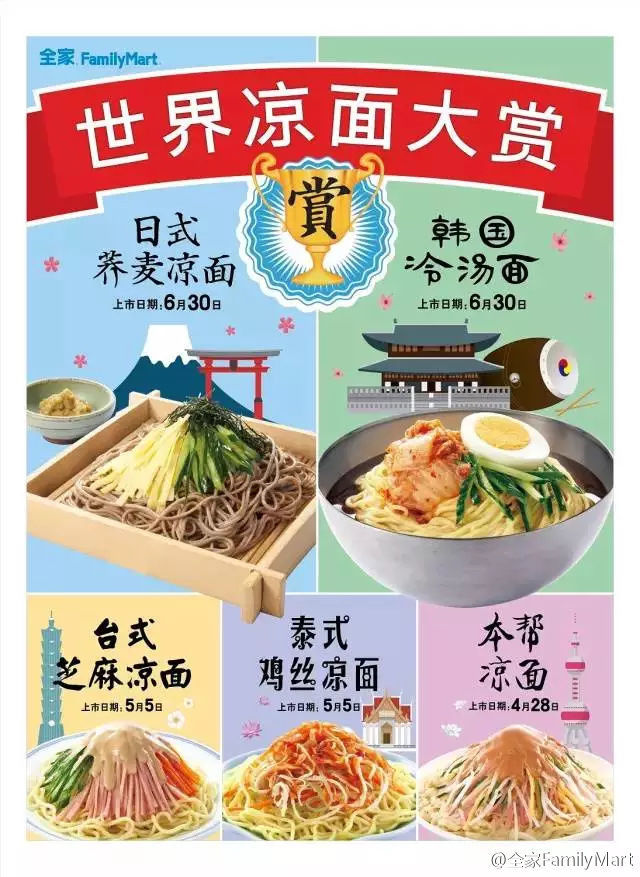 全家 FamilyMart
世界凉面大赏
賞
日式
荞麦凉面
上市日期:6月30日
韩国
冷汤面
上市日期:6月30日
台式
芝麻凉面
上市日期:5月5日
泰式
鸡丝凉面
上市日期:5月5日
本帮
凉面
上市日期:4月28日
@全家FamilyMart